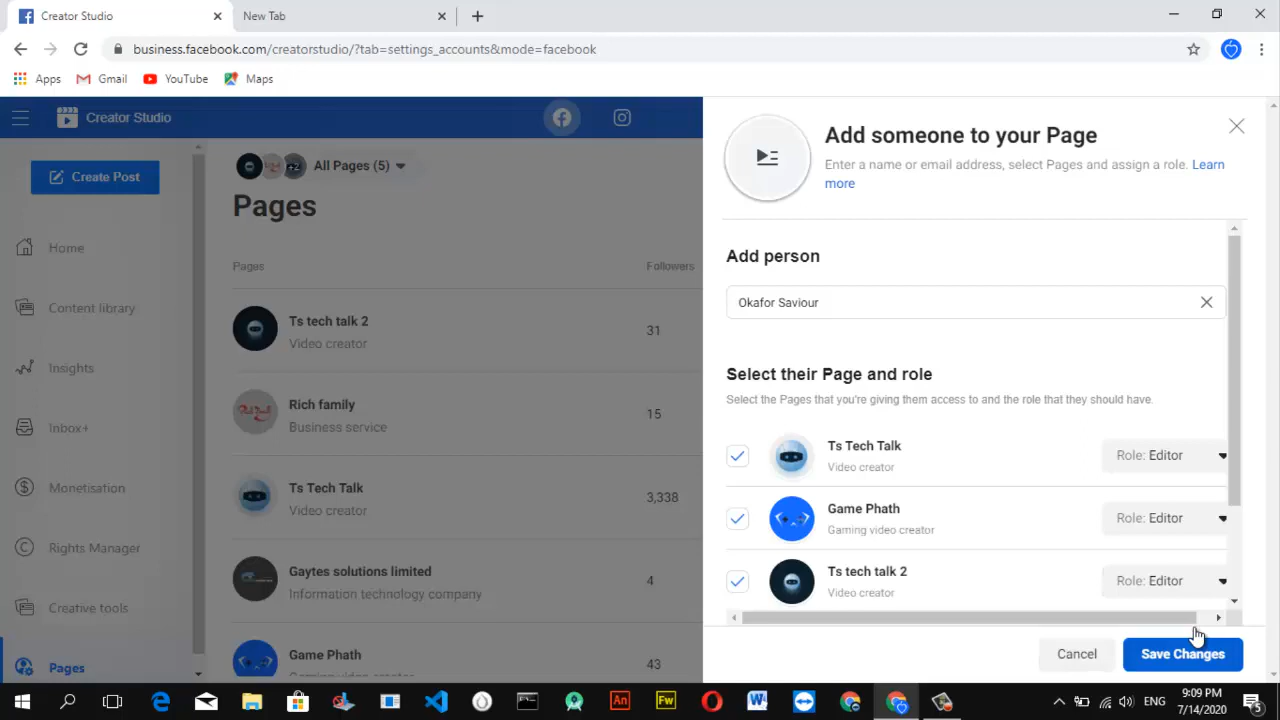 Creator Studio
New Tab
business.facebook.com/creatorstudio/?tab=settings_accounts&mode=facebook
Apps
Gmail
YouTube
Maps
Creator Studio
Create Post
Home
Content library
Insights
Inbox+
Monetisation
Rights Manager
Creative tools
Pages
+2
All Pages (5)
Pages
Pages
Followers
Ts tech talk 2
Video creator
31
Rich family
Business service
15
Ts Tech Talk
Video creator
3,338
Gaytes solutions limited
Information technology company
4
Game Phath
Gaming video creator
43
Add someone to your Page
Enter a name or email address, select Pages and assign a role. Learn
more
Add person
Okafor Saviour
Select their Page and role
Select the Pages that you're giving them access to and the role that they should have.
Ts Tech Talk
Video creator
Role: Editor
Game Phath
Gaming video creator
Role: Editor
Ts tech talk 2
Video creator
Role: Editor
Cancel
Save Changes
An
Fw
W
ENG
9:09 PM
7/14/2020
5